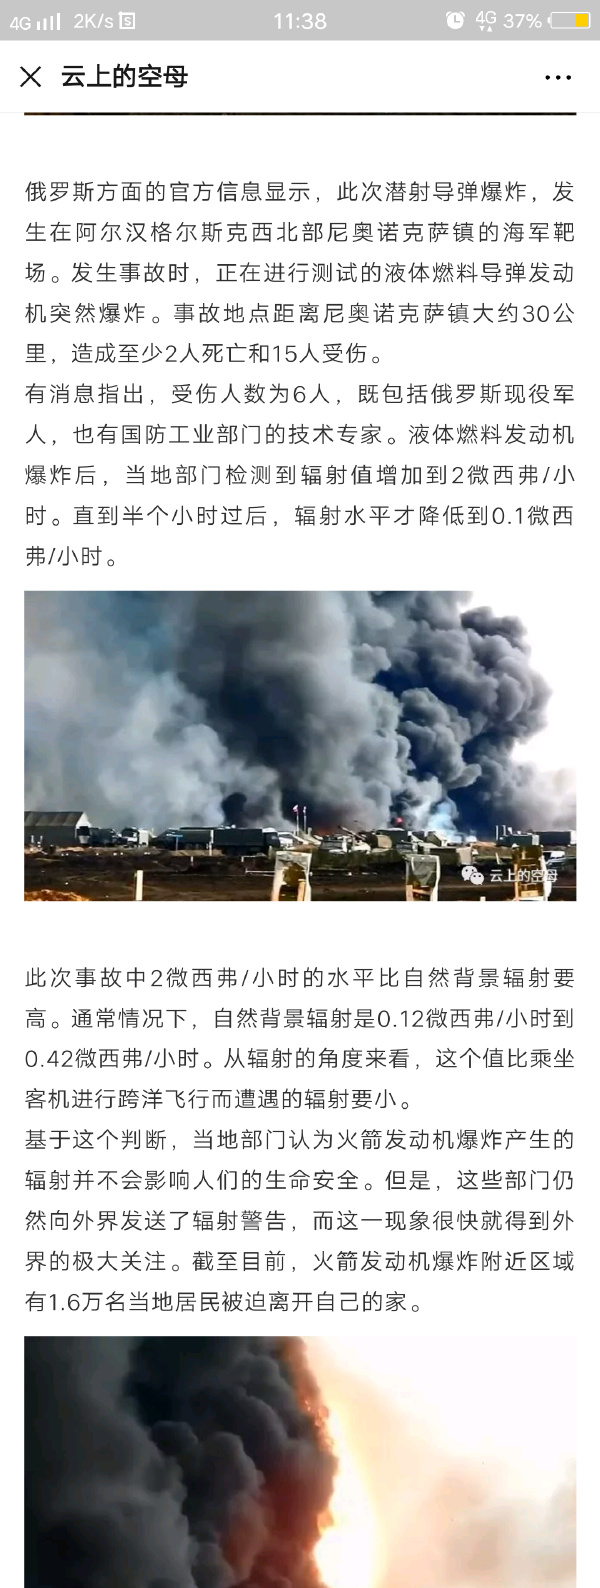 4G 2K/s 11:38 4G 37%
云上的空母
俄罗斯方面的官方信息显示，此次潜射导弹爆炸，发
生在阿尔汉格尔斯克西北部尼奥诺克萨镇的海军靶
场。发生事故时，正在进行测试的液体燃料导弹发动
机突然爆炸。事故地点距离尼奥诺克萨镇大约30公
里，造成至少2人死亡和15人受伤。
有消息指出，受伤人数为6人，既包括俄罗斯现役军
人，也有国防工业部门的技术专家。液体燃料发动机
爆炸后，当地部门检测到辐射值增加到2微西弗/小
时。直到半个小时过后，辐射水平才降低到0.1微西
弗/小时。
云上的空母
此次事故中2微西弗/小时的水平比自然背景辐射要
高。通常情况下，自然背景辐射是0.12微西弗/小时到
0.42微西弗/小时。从辐射的角度来看，这个值比乘坐
客机进行跨洋飞行而遭遇的辐射要小。
基于这个判断，当地部门认为火箭发动机爆炸产生的
辐射并不会影响人们的生命安全。但是，这些部门仍
然向外界发送了辐射警告，而这一现象很快就得到外
界的极大关注。截至目前，火箭发动机爆炸附近区域
有1.6万名当地居民被迫离开自己的家。